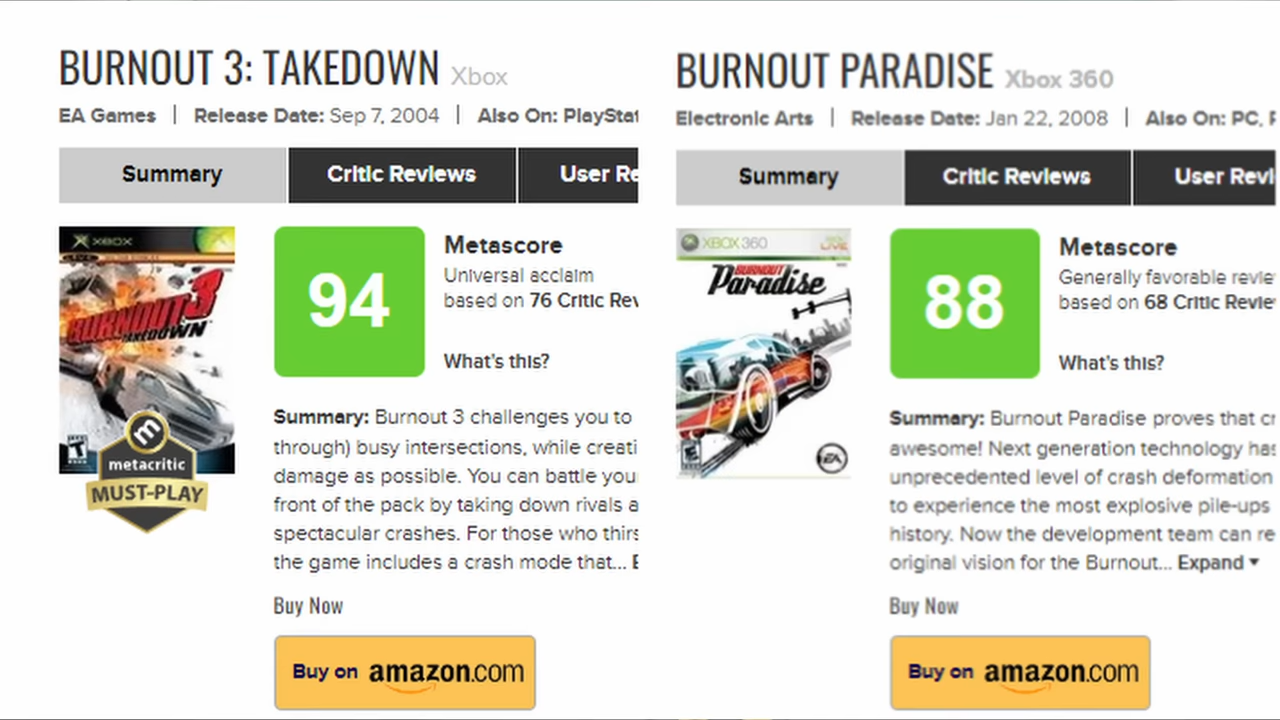 BURNOUT 3: TAKEDOWN Xbox
EA Games | Release Date: Sep 7, 2004 | Also On: PlayStat
Summary Critic Reviews User Re
XBOX
LIVE
BURNOUT 3
TAKEDOWN
T
m
metacritic
MUST-PLAY
94
Metascore
Universal acclaim
based on 76 Critic Rev
What's this?
Summary: Burnout 3 challenges you to
through) busy intersections, while creati
damage as possible. You can battle you
front of the pack by taking down rivals a
spectacular crashes. For those who thirs
the game includes a crash mode that... E
Buy Now
Buy on amazon.com
BURNOUT PARADISE Xbox 360
Electronic Arts | Release Date: Jan 22, 2008 | Also On: PC, P
Summary Critic Reviews User Revi
XBOX 360
LIVE
BURNOUT
Paradise
EA
88
Metascore
Generally favorable revie
based on 68 Critic Revie
What's this?
Summary: Burnout Paradise proves that cr
awesome! Next generation technology has
unprecedented level of crash deformation
to experience the most explosive pile-ups
history. Now the development team can re
original vision for the Burnout... Expand
Buy Now
Buy on amazon.com